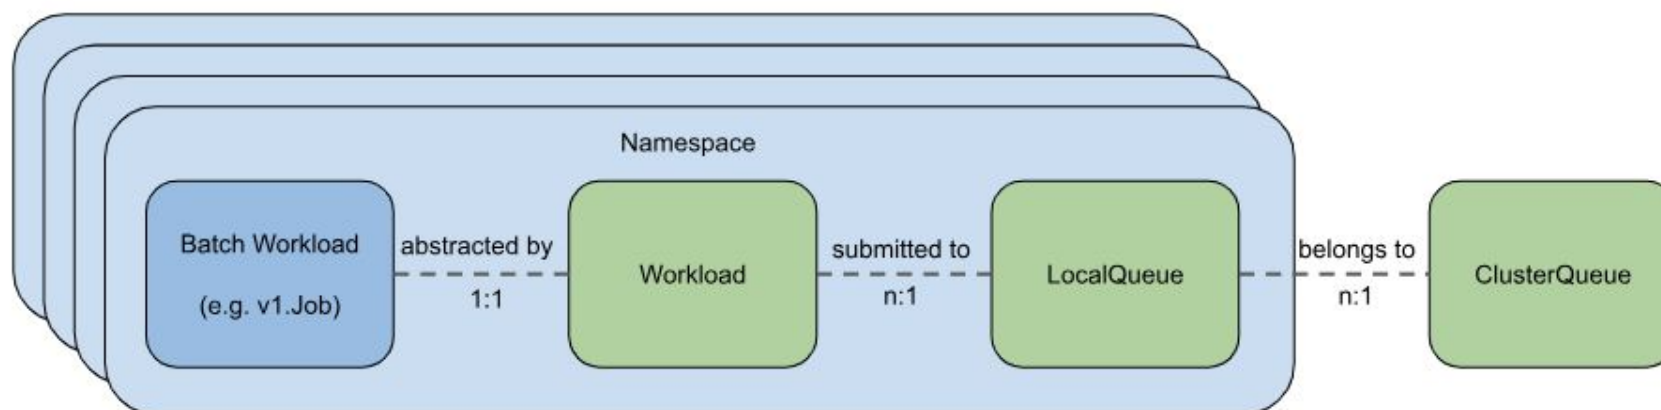 Namespace
Batch Workload
(e.g. v1.Job)
abstracted by
1:1
Workload
submitted to
n:1
LocalQueue
belongs to
n:1
ClusterQueue